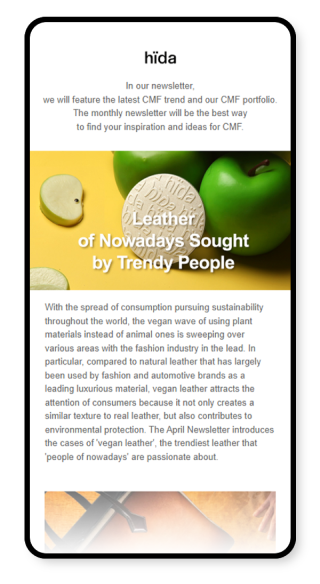 hïda
In our newsletter,
we will feature the latest CMF trend and our CMF portfolio.
The monthly newsletter will be the best way
to find your inspiration and ideas for CMF.
Leather
of Nowadays Sought
by Trendy People
With the spread of consumption pursuing sustainability
throughout the world, the vegan wave of using plant
materials instead of animal ones is sweeping over
various areas with the fashion industry in the lead. In
particular, compared to natural leather that has largely
been used by fashion and automotive brands as a
leading luxurious material, vegan leather attracts the
attention of consumers because it not only creates a
similar texture to real leather, but also contributes to
environmental protection. The April Newsletter introduces
the cases of 'vegan leather', the trendiest leather that
'people of nowadays' are passionate about.